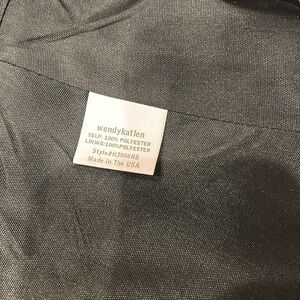 wendykatlen
SELF: 100% POLYESTER
LINING:100%POLYESTER
Style#H3006RS
Made In The USA